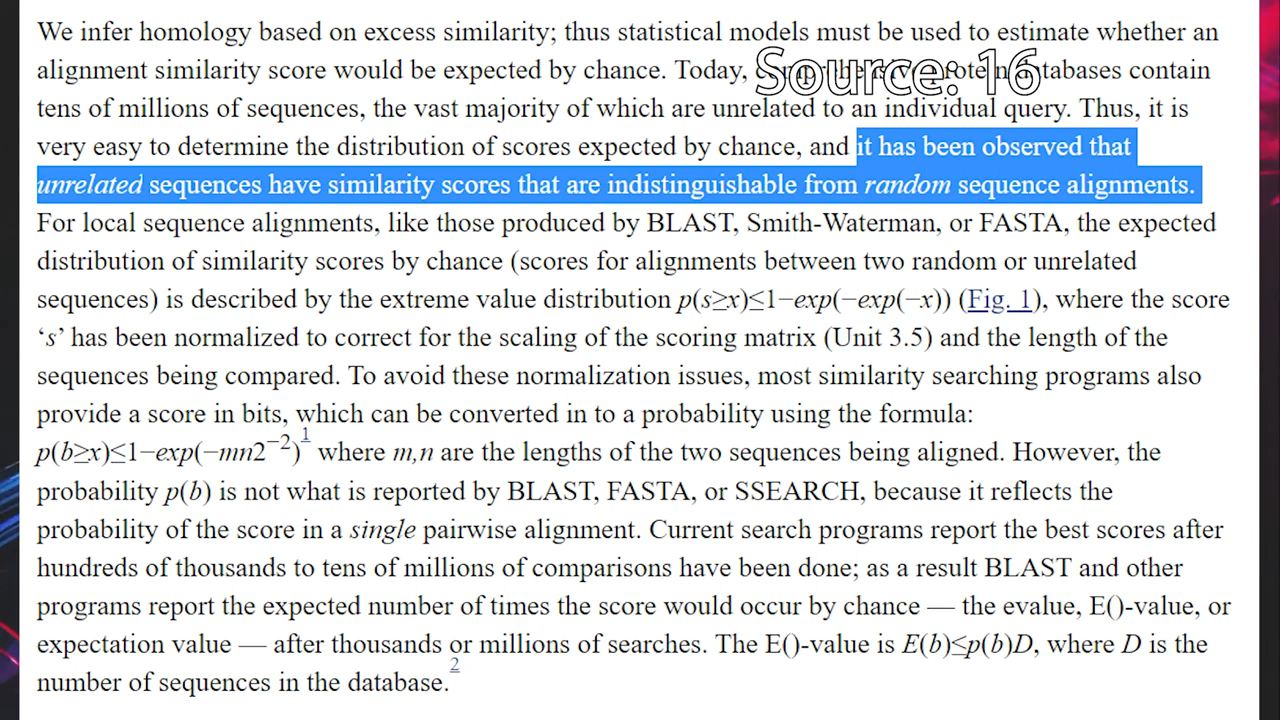 We infer homology based on excess similarity; thus statistical models must be used to estimate whether an
alignment similarity score would be expected by chance. Today, databases contain
Source: 16
tens of millions of sequences, the vast majority of which are unrelated to an individual query. Thus, it is
very easy to determine the distribution of scores expected by chance, and it has been observed that
unrelated sequences have similarity scores that are indistinguishable from random sequence alignments.
For local sequence alignments, like those produced by BLAST, Smith-Waterman, or FASTA, the expected
distribution of similarity scores by chance (scores for alignments between two random or unrelated
sequences) is described by the extreme value distribution p(s≥x)≤1−exp(−exp(−x)) (Fig. 1), where the score
‘s’ has been normalized to correct for the scaling of the scoring matrix (Unit 3.5) and the length of the
sequences being compared. To avoid these normalization issues, most similarity searching programs also
provide a score in bits, which can be converted in to a probability using the formula:
p(b≥x)≤1−exp(−mn2⁻²)¹ where m,n are the lengths of the two sequences being aligned. However, the
probability p(b) is not what is reported by BLAST, FASTA, or SSEARCH, because it reflects the
probability of the score in a single pairwise alignment. Current search programs report the best scores after
hundreds of thousands to tens of millions of comparisons have been done; as a result BLAST and other
programs report the expected number of times the score would occur by chance — the evalue, E()-value, or
expectation value — after thousands or millions of searches. The E()-value is E(b)≤p(b)D, where D is the
number of sequences in the database.²